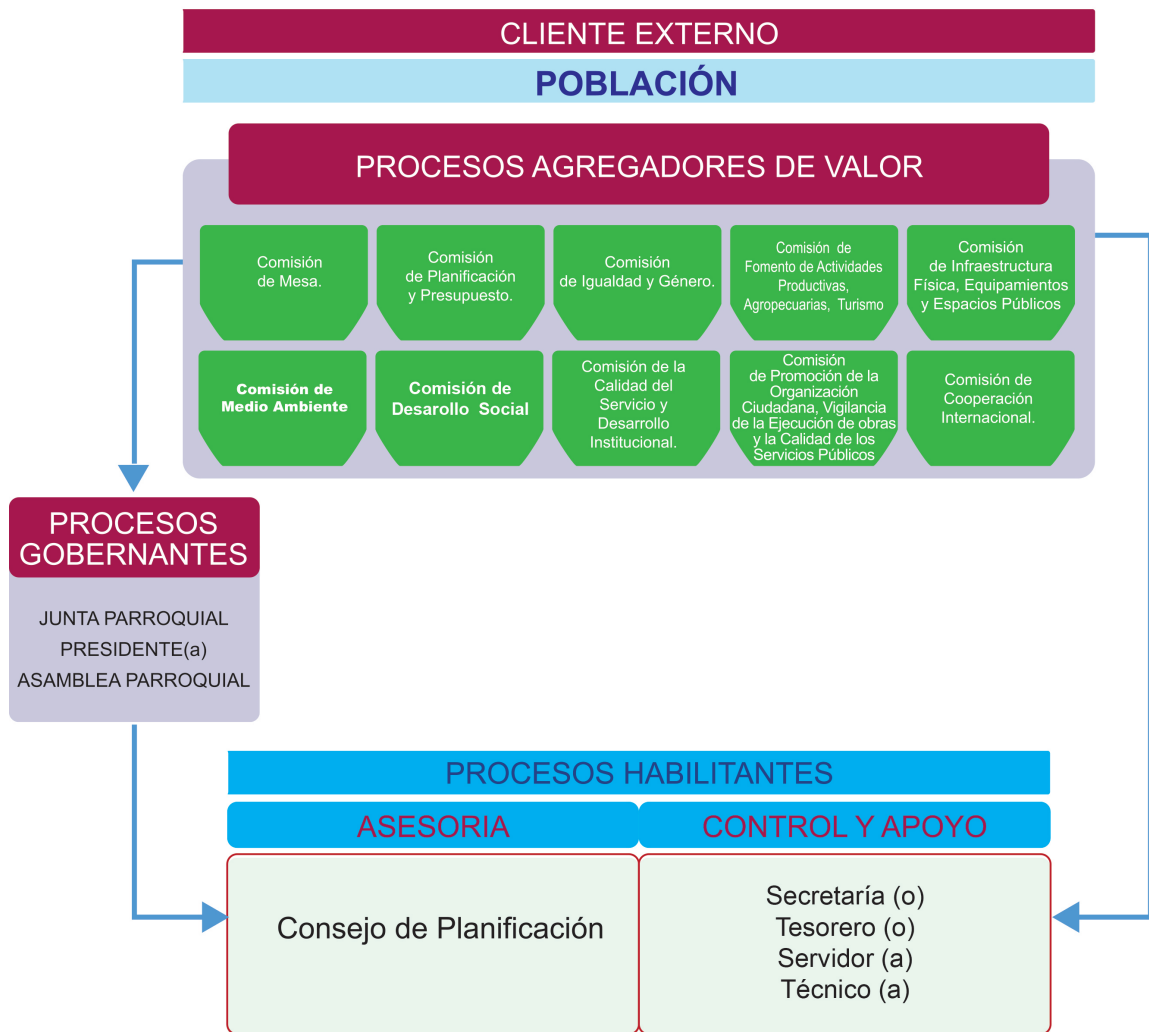 CLIENTE EXTERNO
POBLACIÓN
PROCESOS AGREGADORES DE VALOR
Comisión
de Mesa.
Comisión
de Planificación
y Presupuesto.
Comisión
de Igualdad y Género.
Comisión de
Fomento de Actividades
Productivas,
Agropecuarias, Turismo
Comisión
de Infraestructura
Física, Equipamientos
y Espacios Públicos
Comisión de
Medio Ambiente
Comisión de
Desarollo Social
Comisión de la
Calidad del
Servicio y
Desarrollo
Institucional.
Comisión
de Promoción de la
Organización
Ciudadana, Vigilancia
de la Ejecución de obras
y la Calidad de los
Servicios Públicos
Comisión de
Cooperación
Internacional.
PROCESOS
GOBERNANTES
JUNTA PARROQUIAL
PRESIDENTE(a)
ASAMBLEA PARROQUIAL
PROCESOS HABILITANTES
ASESORIA
CONTROL Y APOYO
Consejo de Planificación
Secretaría (o)
Tesorero (o)
Servidor (a)
Técnico (a)